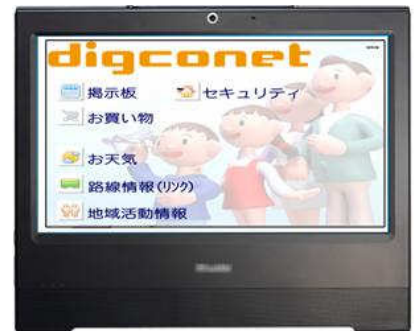 digconet
掲示板 セキュリティ
お買い物
お天気
路線情報(リンク)
地域活動情報